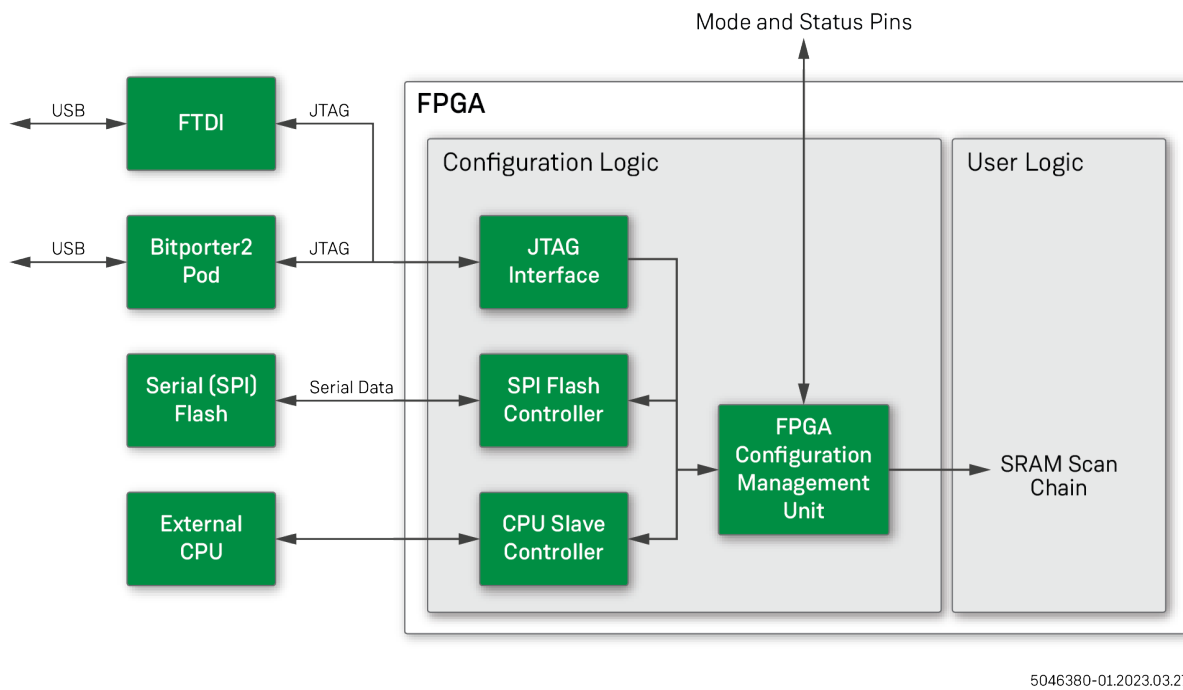 Mode and Status Pins
FPGA
USB
FTDI
JTAG
Configuration Logic
User Logic
USB
Bitporter2
Pod
JTAG
JTAG
Interface
Serial (SPI)
Flash
Serial Data
SPI Flash
Controller
FPGA
Configuration
Management
Unit
SRAM Scan
Chain
External
CPU
CPU Slave
Controller
5046380-01.2023.03.27